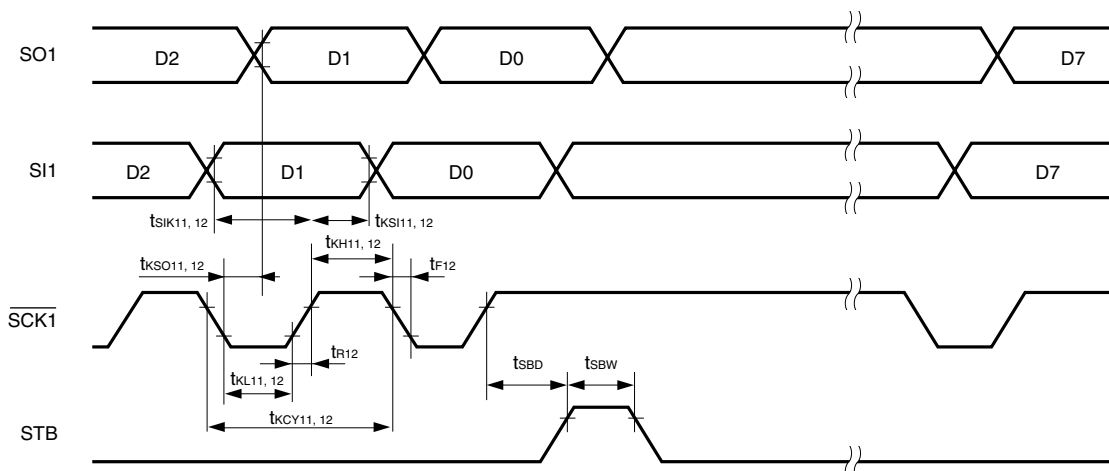 SO1 D2 D1 D0 D7
SI1 D2 D1 D0 D7
tSIK11, 12 tKSI11, 12
tKH11, 12
tKSO11, 12 tF12
SCK1
tR12 tSBD tSBW
tKL11, 12
tKCY11, 12
STB